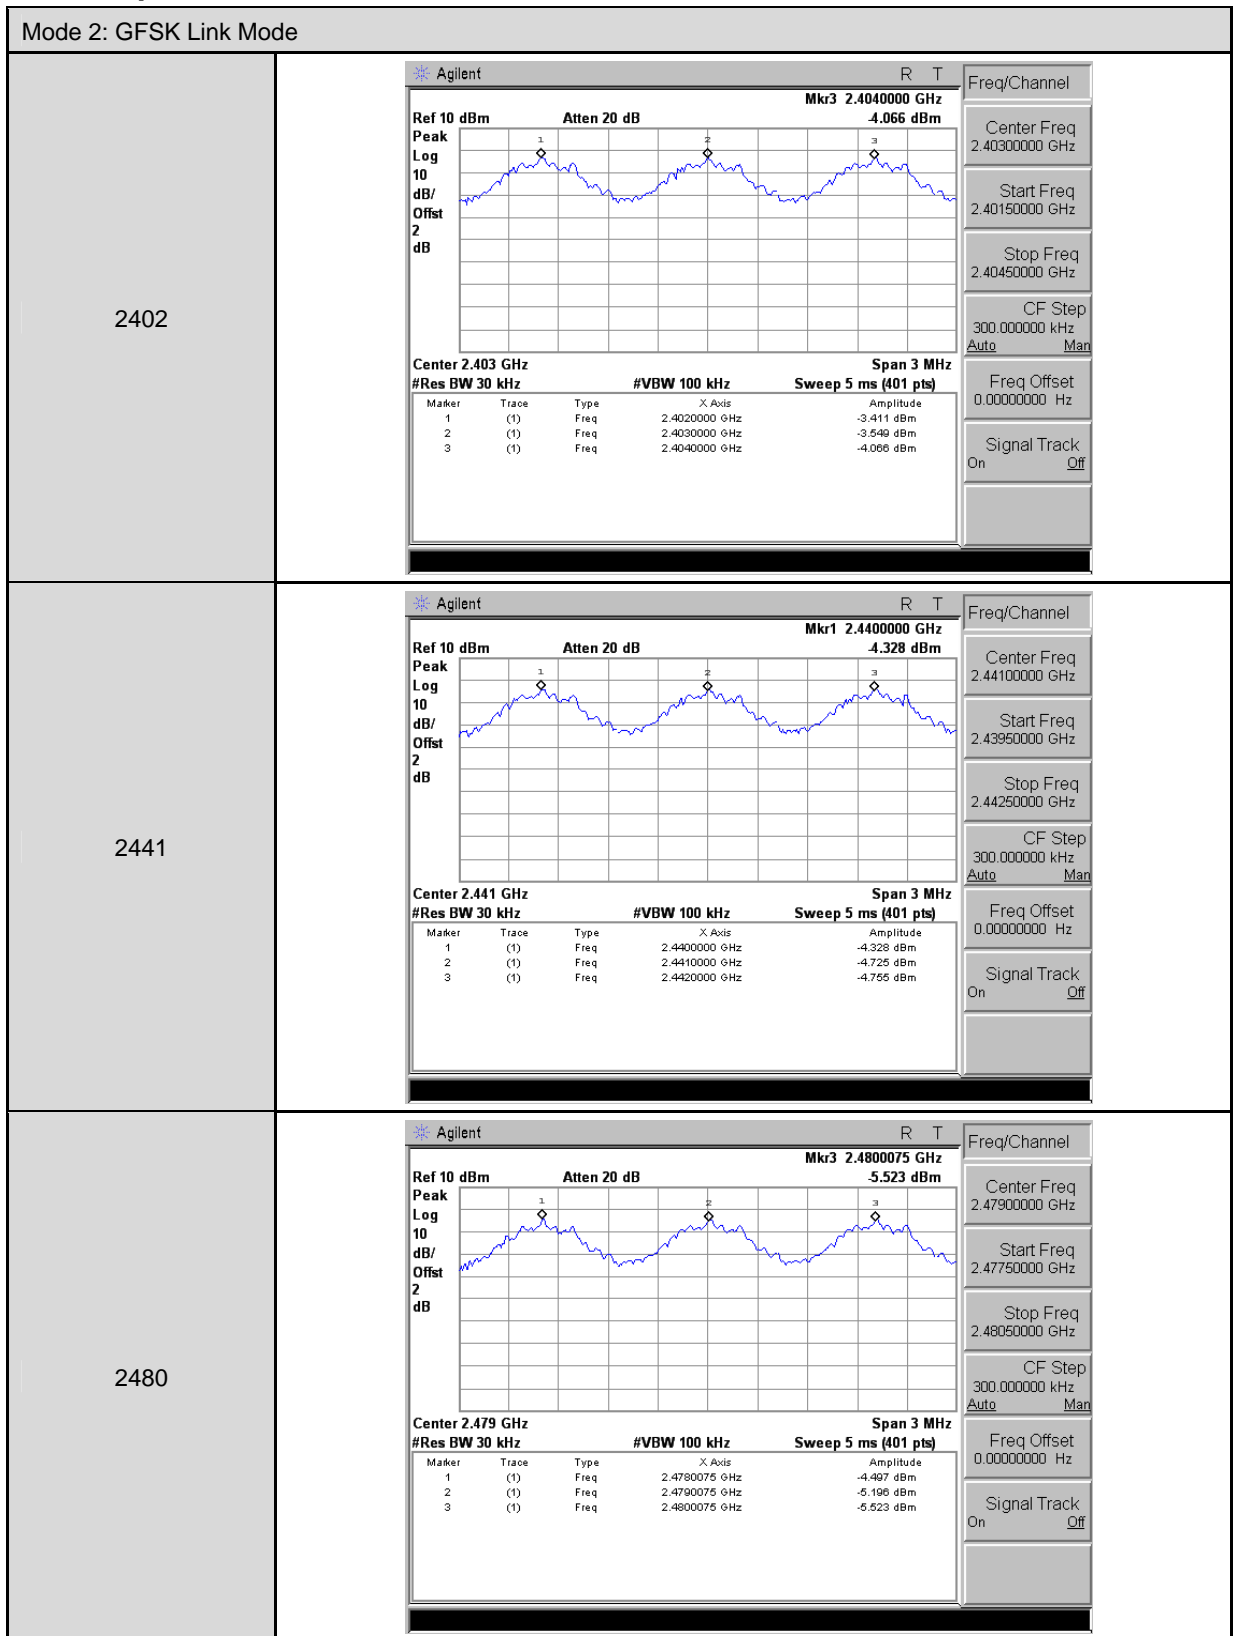 Mode 2: GFSK Link Mode
2402
Agilent R T
Mkr3 2.4040000 GHz
Ref 10 dBm Atten 20 dB -4.066 dBm
Peak
Log
10
dB/
Offst
2
dB
1 2 3
Center 2.403 GHz Span 3 MHz
#Res BW 30 kHz #VBW 100 kHz Sweep 5 ms (401 pts)
Marker Trace Type X Axis Amplitude
1 (1) Freq 2.4020000 GHz -3.411 dBm
2 (1) Freq 2.4030000 GHz -3.549 dBm
3 (1) Freq 2.4040000 GHz -4.066 dBm
Freq/Channel
Center Freq
2.40300000 GHz
Start Freq
2.40150000 GHz
Stop Freq
2.40450000 GHz
CF Step
300.000000 kHz
Auto Man
Freq Offset
0.00000000 Hz
Signal Track
On Off
2441
Agilent R T
Mkr1 2.4400000 GHz
Ref 10 dBm Atten 20 dB -4.328 dBm
Peak
Log
10
dB/
Offst
2
dB
1 2 3
Center 2.441 GHz Span 3 MHz
#Res BW 30 kHz #VBW 100 kHz Sweep 5 ms (401 pts)
Marker Trace Type X Axis Amplitude
1 (1) Freq 2.4400000 GHz -4.328 dBm
2 (1) Freq 2.4410000 GHz -4.725 dBm
3 (1) Freq 2.4420000 GHz -4.755 dBm
Freq/Channel
Center Freq
2.44100000 GHz
Start Freq
2.43950000 GHz
Stop Freq
2.44250000 GHz
CF Step
300.000000 kHz
Auto Man
Freq Offset
0.00000000 Hz
Signal Track
On Off
2480
Agilent R T
Mkr3 2.4800075 GHz
Ref 10 dBm Atten 20 dB -5.523 dBm
Peak
Log
10
dB/
Offst
2
dB
1 2 3
Center 2.479 GHz Span 3 MHz
#Res BW 30 kHz #VBW 100 kHz Sweep 5 ms (401 pts)
Marker Trace Type X Axis Amplitude
1 (1) Freq 2.4780075 GHz -4.497 dBm
2 (1) Freq 2.4790075 GHz -5.196 dBm
3 (1) Freq 2.4800075 GHz -5.523 dBm
Freq/Channel
Center Freq
2.47900000 GHz
Start Freq
2.47750000 GHz
Stop Freq
2.48050000 GHz
CF Step
300.000000 kHz
Auto Man
Freq Offset
0.00000000 Hz
Signal Track
On Off